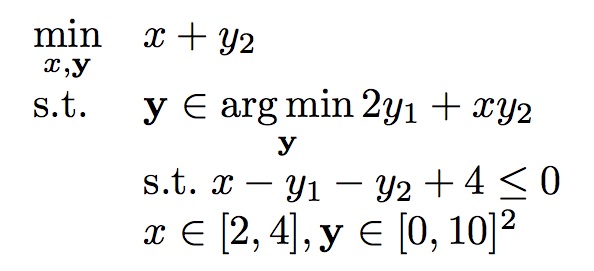 min x + y₂
x,𝐲
s.t. 𝐲 ∈ arg min 2y₁ + xy₂
𝐲
s.t. x − y₁ − y₂ + 4 ≤ 0
x ∈ [2, 4], 𝐲 ∈ [0, 10]²